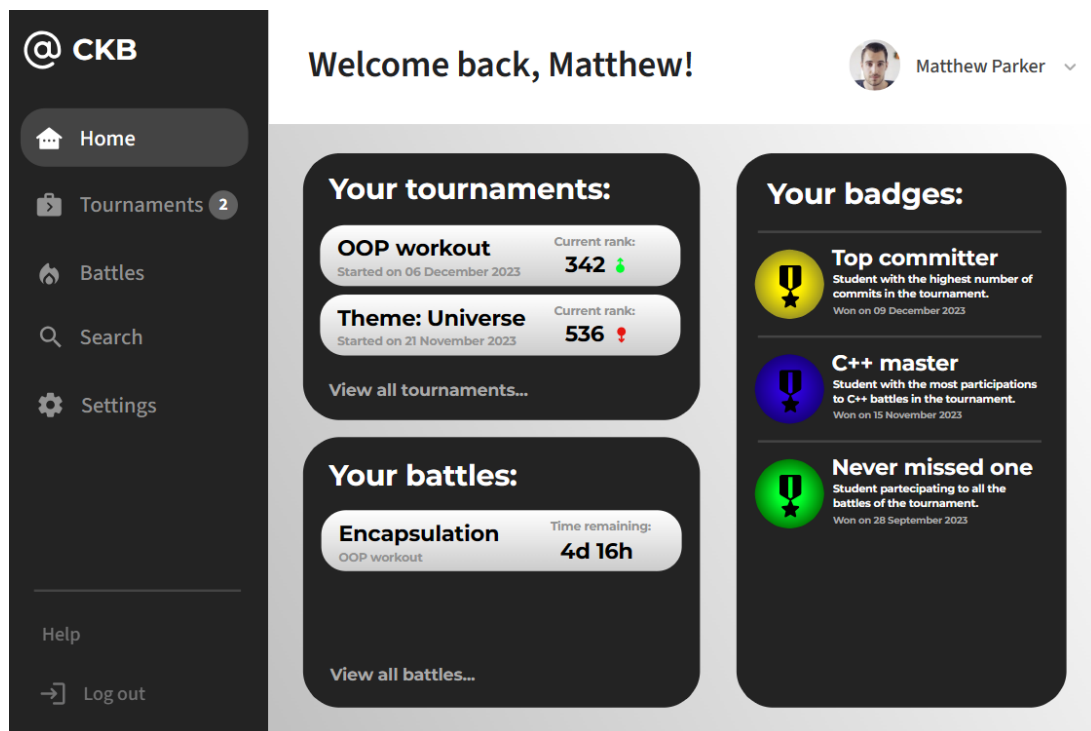 @ CKB
Home
Tournaments 2
Battles
Search
Settings
Help
Log out
Welcome back, Matthew!
Matthew Parker
Your tournaments:
OOP workout
Started on 06 December 2023
Current rank:
342
Theme: Universe
Started on 21 November 2023
Current rank:
536
View all tournaments...
Your battles:
Encapsulation
OOP workout
Time remaining:
4d 16h
View all battles...
Your badges:
Top committer
Student with the highest number of
commits in the tournament.
Won on 09 December 2023
C++ master
Student with the most participations
to C++ battles in the tournament.
Won on 15 November 2023
Never missed one
Student partecipating to all the
battles of the tournament.
Won on 28 September 2023